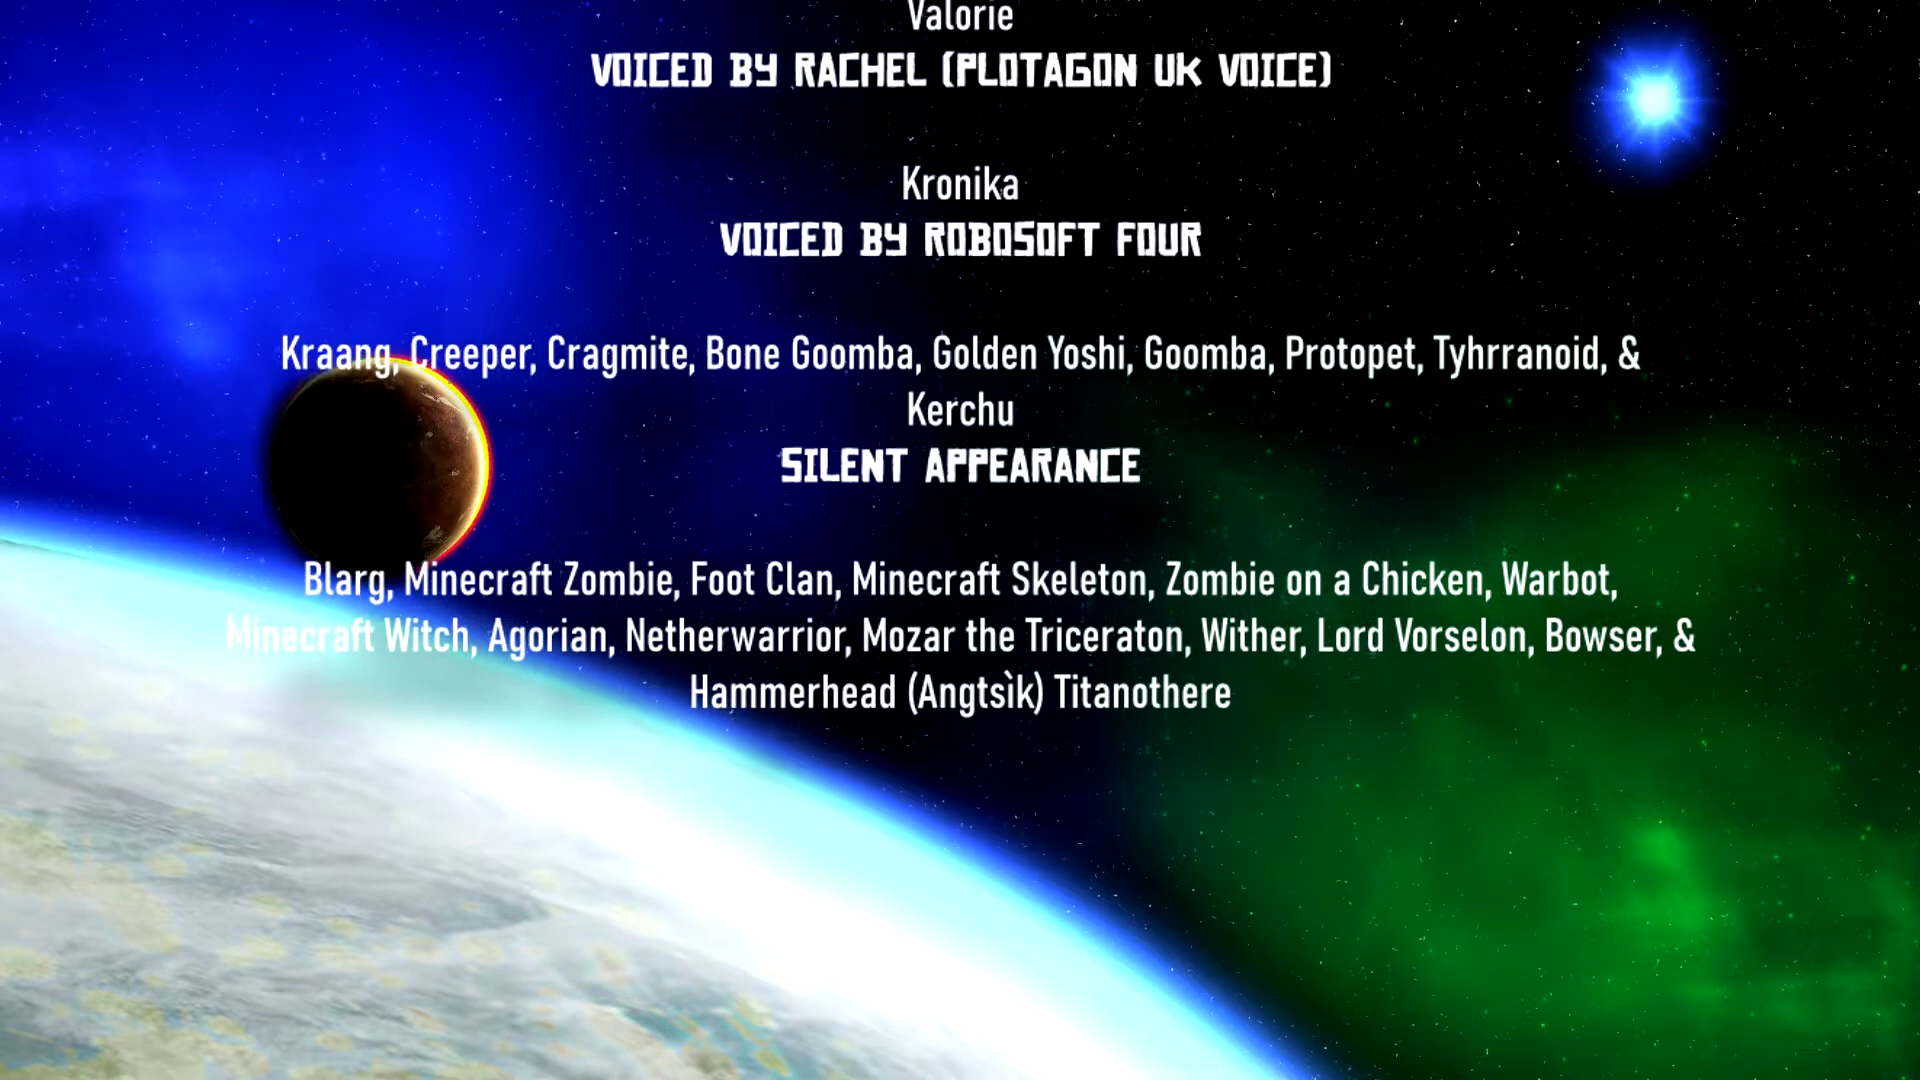 Valorie
VOICED BY RACHEL (PLOTAGON UK VOICE)
Kronika
VOICED BY ROBOSOFT FOUR
Kraang, Creeper, Cragmite, Bone Goomba, Golden Yoshi, Goomba, Protopet, Tyhrranoid, &
Kerchu
SILENT APPEARANCE
Blarg, Minecraft Zombie, Foot Clan, Minecraft Skeleton, Zombie on a Chicken, Warbot,
Minecraft Witch, Agorian, Netherwarrior, Mozar the Triceraton, Wither, Lord Vorselon, Bowser, &
Hammerhead (Angtsìk) Titanothere